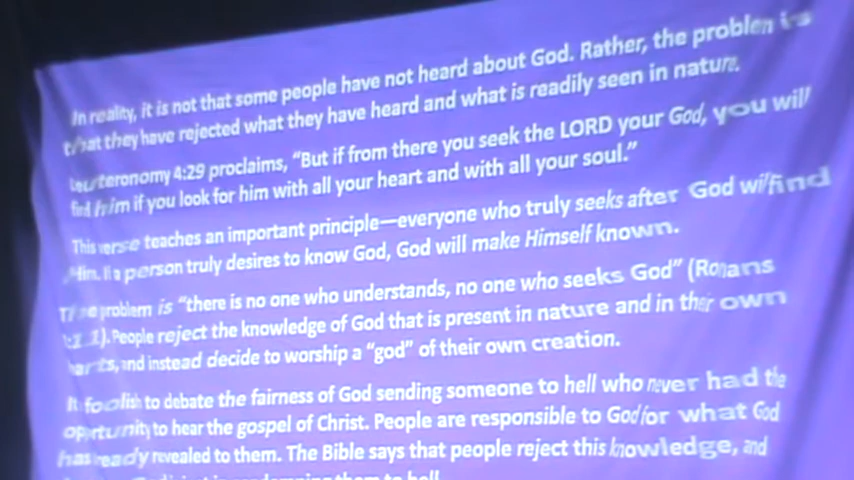 In reality, it is not that some people have not heard about God. Rather, the problem is
that they have rejected what they have heard and what is readily seen in nature.
Deuteronomy 4:29 proclaims, “But if from there you seek the LORD your God, you will
find him if you look for him with all your heart and with all your soul.”
This verse teaches an important principle—everyone who truly seeks after God will find
Him. If a person truly desires to know God, God will make Himself known.
The problem is “there is no one who understands, no one who seeks God” (Romans
People reject the knowledge of God that is present in nature and in their own
hearts, and instead decide to worship a “god” of their own creation.
It foolish to debate the fairness of God sending someone to hell who never had the
opportunity to hear the gospel of Christ. People are responsible to God for what God
has already revealed to them. The Bible says that people reject this knowledge, and
them to hell.